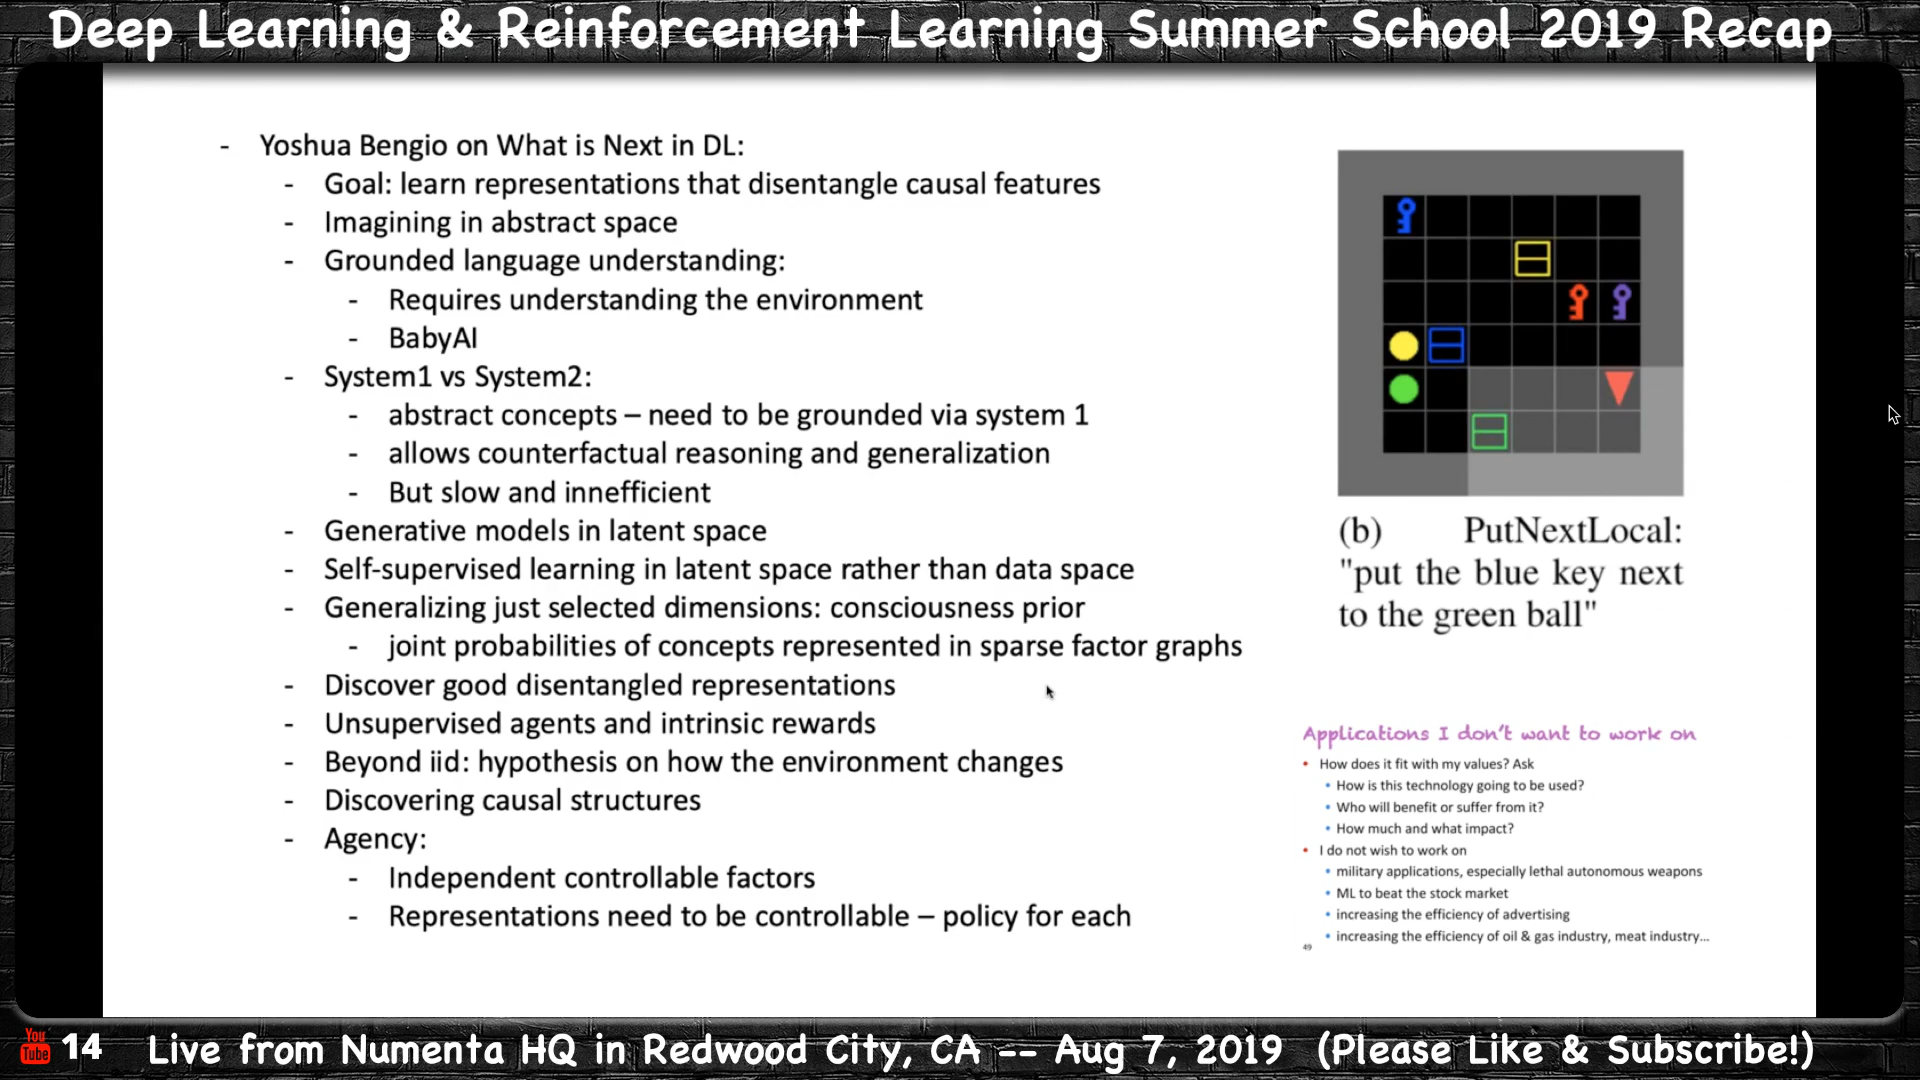 Deep Learning & Reinforcement Learning Summer School 2019 Recap
- Yoshua Bengio on What is Next in DL:
- Goal: learn representations that disentangle causal features
- Imagining in abstract space
- Grounded language understanding:
- Requires understanding the environment
- BabyAI
- System1 vs System2:
- abstract concepts – need to be grounded via system 1
- allows counterfactual reasoning and generalization
- But slow and innefficient
- Generative models in latent space
- Self-supervised learning in latent space rather than data space
- Generalizing just selected dimensions: consciousness prior
- joint probabilities of concepts represented in sparse factor graphs
- Discover good disentangled representations
- Unsupervised agents and intrinsic rewards
- Beyond iid: hypothesis on how the environment changes
- Discovering causal structures
- Agency:
- Independent controllable factors
- Representations need to be controllable – policy for each
(b) PutNextLocal:
"put the blue key next
to the green ball"
Applications I don't want to work on
• How does it fit with my values? Ask
• How is this technology going to be used?
• Who will benefit or suffer from it?
• How much and what impact?
• I do not wish to work on
• military applications, especially lethal autonomous weapons
• ML to beat the stock market
• increasing the efficiency of advertising
• increasing the efficiency of oil & gas industry, meat industry...
49
You
Tube
14 Live from Numenta HQ in Redwood City, CA -- Aug 7, 2019 (Please Like & Subscribe!)